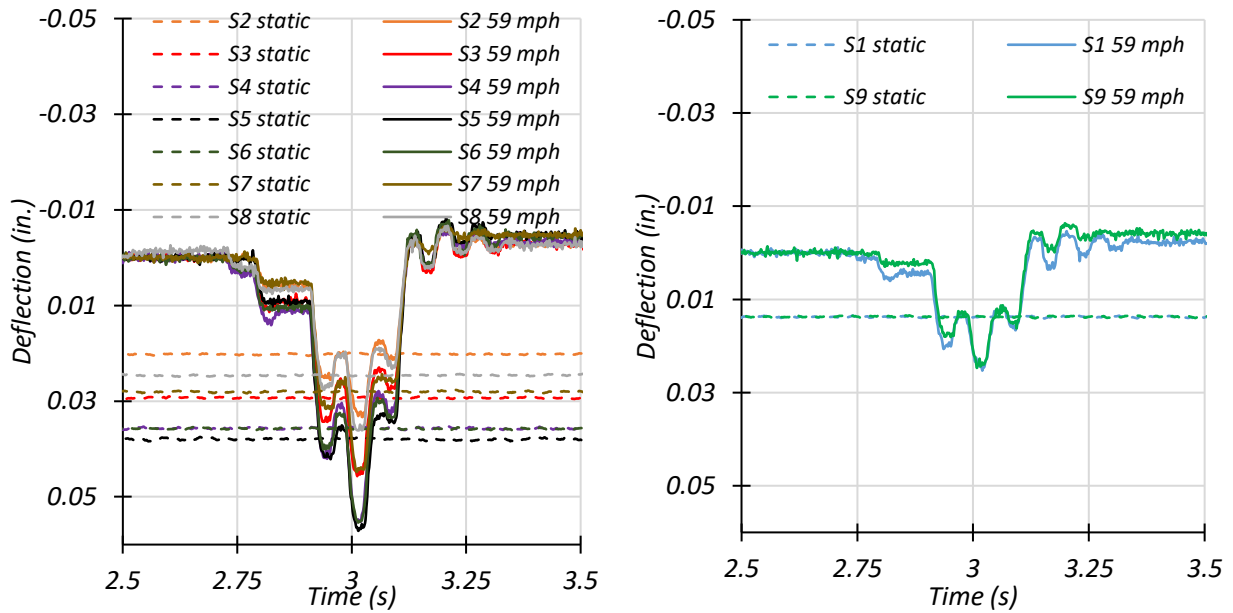 -0.05
-0.03
-0.01
0.01
0.03
0.05
Deflection (in.)
S2 static
S2 59 mph
S3 static
S3 59 mph
S4 static
S4 59 mph
S5 static
S5 59 mph
S6 static
S6 59 mph
S7 static
S7 59 mph
S8 static
S8 59 mph
2.5
2.75
3
3.25
3.5
Time (s)
-0.05
-0.03
-0.01
0.01
0.03
0.05
Deflection (in.)
S1 static
S1 59 mph
S9 static
S9 59 mph
2.5
2.75
3
3.25
3.5
Time (s)